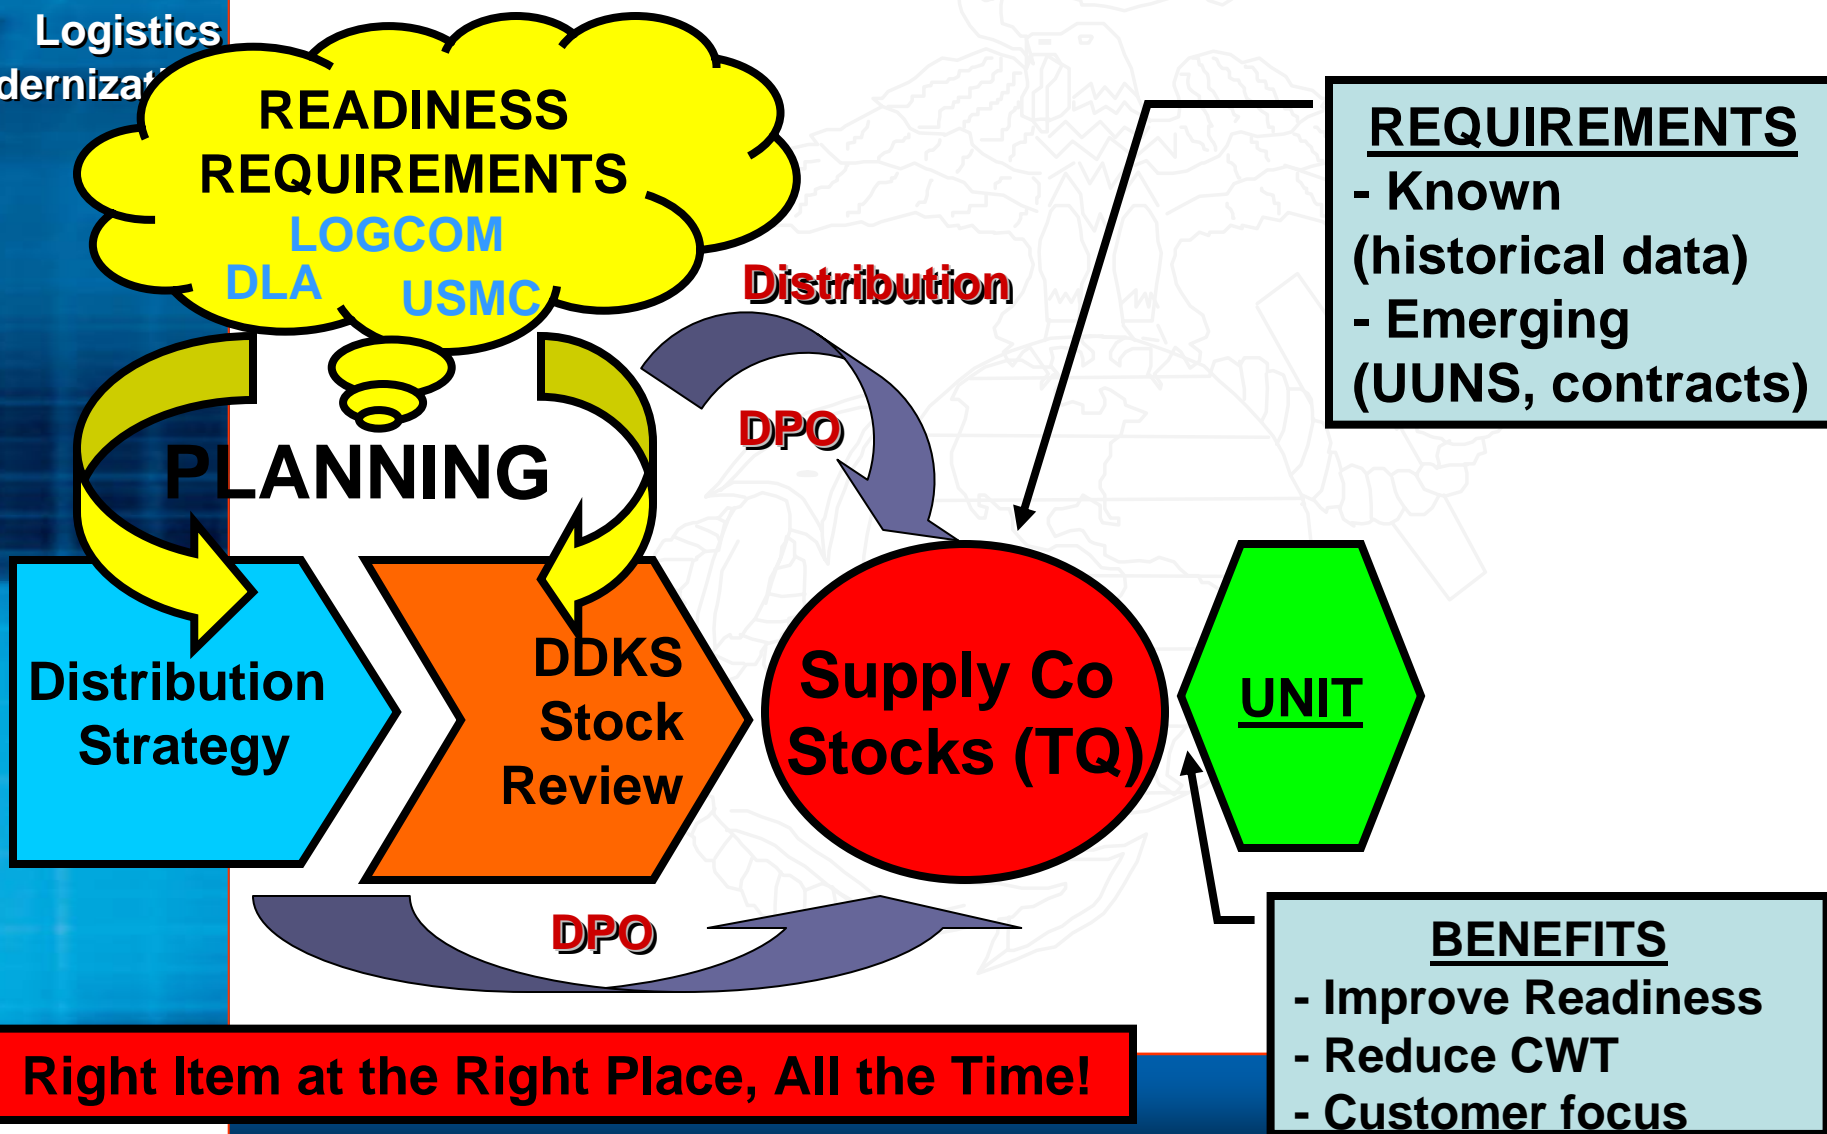 Logistics
READINESS
REQUIREMENTS
LOGCOM
DLA
USMC
Distribution
DPO
PLANNING
REQUIREMENTS
- Known
(historical data)
- Emerging
(UUNS, contracts)
Distribution
Strategy
DDKS
Stock
Review
Supply Co
Stocks (TQ)
UNIT
DPO
BENEFITS
- Improve Readiness
- Reduce CWT
- Customer focus
Right Item at the Right Place, All the Time!